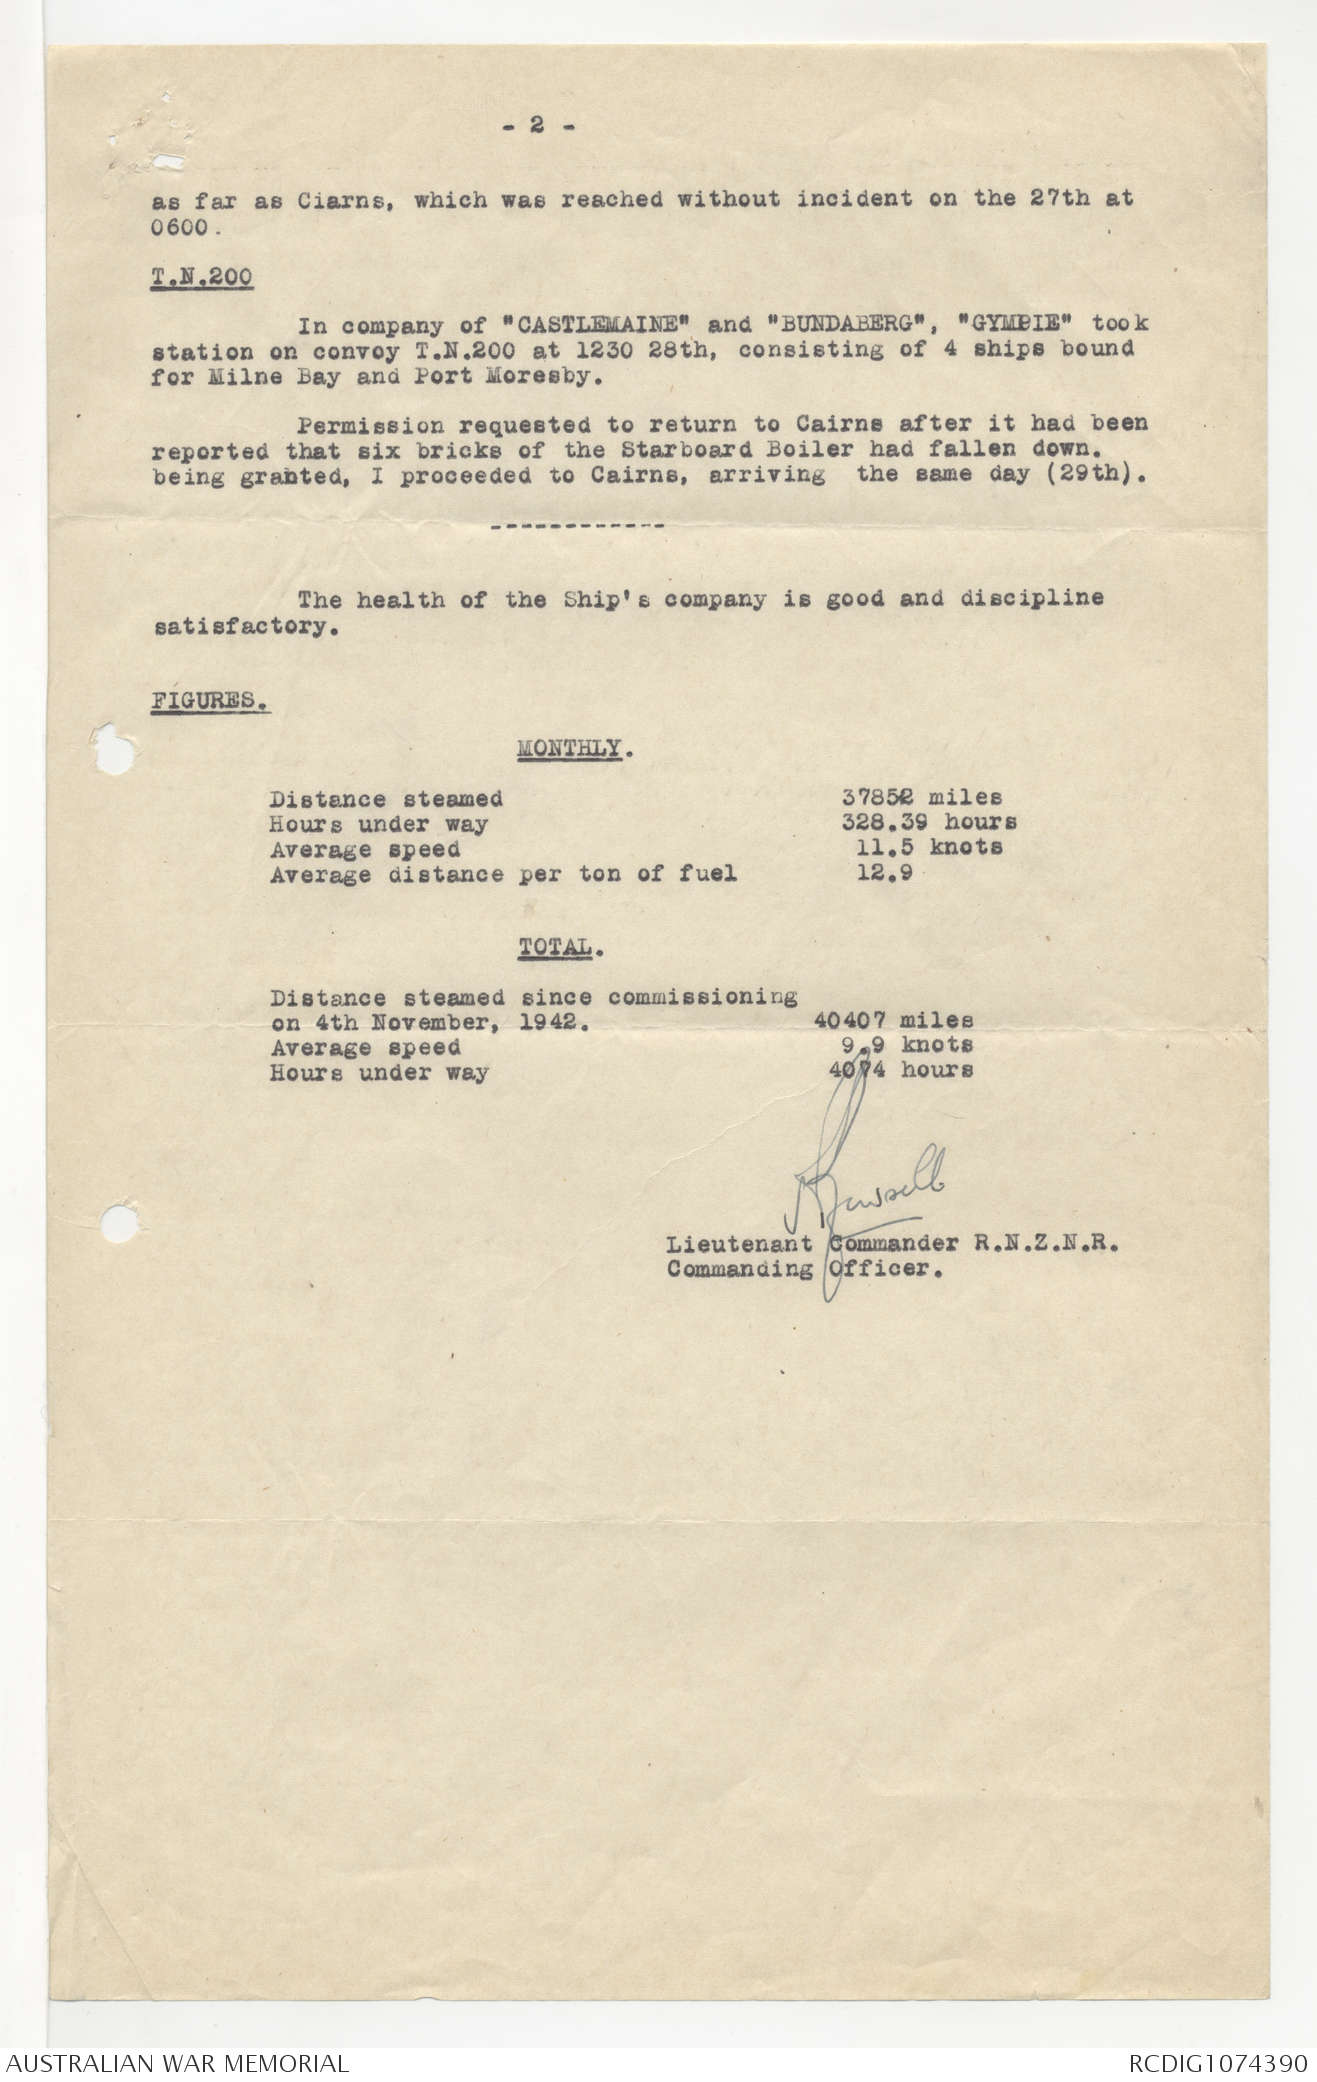 - 2 -
as far as Ciarns, which was reached without incident on the 27th at
0600.
T.N.200
In company of "CASTLEMAINE" and "BUNDABERG", "GYMPIE" took
station on convoy T.N.200 at 1230 28th, consisting of 4 ships bound
for Milne Bay and Port Moresby.
Permission requested to return to Cairns after it had been
reported that six bricks of the Starboard Boiler had fallen down.
being granted, I proceeded to Cairns, arriving the same day (29th).
------------
The health of the Ship's company is good and discipline
satisfactory.
FIGURES.
MONTHLY.
Distance steamed 3785 miles
Hours under way 328.39 hours
Average speed 11.5 knots
Average distance per ton of fuel 12.9
TOTAL.
Distance steamed since commissioning
on 4th November, 1942. 40407 miles
Average speed 9.9 knots
Hours under way 4074 hours
Lieutenant Commander R.N.Z.N.R.
Commanding Officer.
AUSTRALIAN WAR MEMORIAL RCDIG1074390